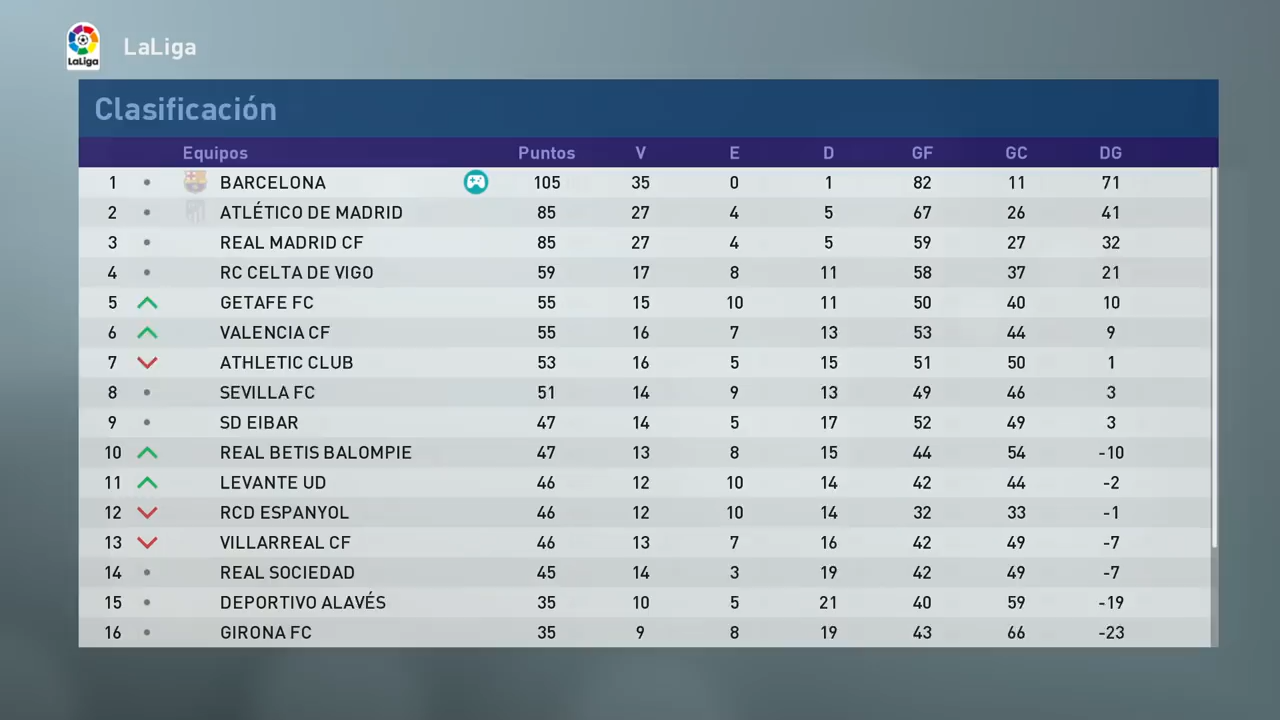 LaLiga
LaLiga
Clasificación
Equipos Puntos V E D GF GC DG
1 BARCELONA 105 35 0 1 82 11 71
2 ATLÉTICO DE MADRID 85 27 4 5 67 26 41
3 REAL MADRID CF 85 27 4 5 59 27 32
4 RC CELTA DE VIGO 59 17 8 11 58 37 21
5 GETAFE FC 55 15 10 11 50 40 10
6 VALENCIA CF 55 16 7 13 53 44 9
7 ATHLETIC CLUB 53 16 5 15 51 50 1
8 SEVILLA FC 51 14 9 13 49 46 3
9 SD EIBAR 47 14 5 17 52 49 3
10 REAL BETIS BALOMPIE 47 13 8 15 44 54 -10
11 LEVANTE UD 46 12 10 14 42 44 -2
12 RCD ESPANYOL 46 12 10 14 32 33 -1
13 VILLARREAL CF 46 13 7 16 42 49 -7
14 REAL SOCIEDAD 45 14 3 19 42 49 -7
15 DEPORTIVO ALAVÉS 35 10 5 21 40 59 -19
16 GIRONA FC 35 9 8 19 43 66 -23